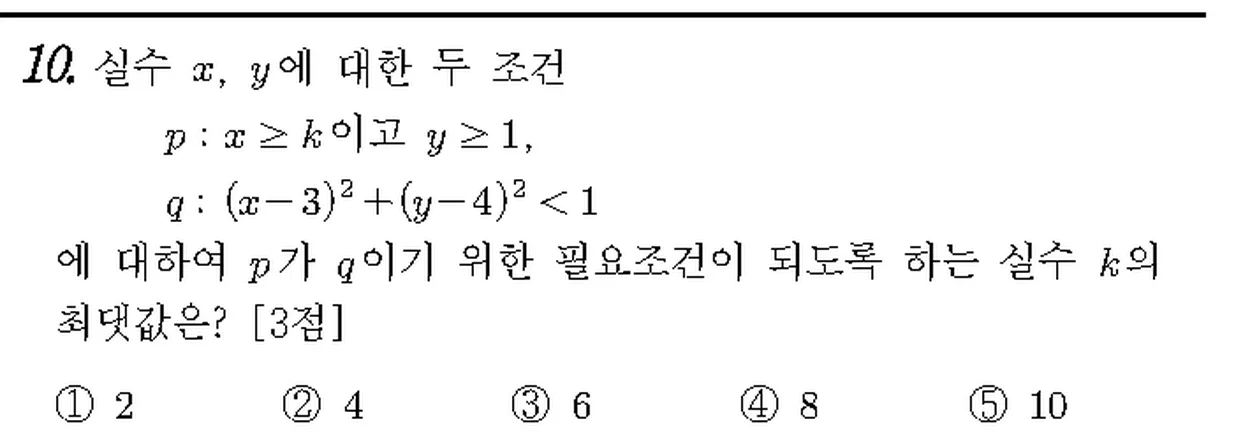 10. 실수 x, y에 대한 두 조건
p : x ≥ k이고 y ≥ 1,
q : (x-3)² + (y-4)² < 1
에 대하여 p가 q이기 위한 필요조건이 되도록 하는 실수 k의
최댓값은? [3점]
① 2 ② 4 ③ 6 ④ 8 ⑤ 10